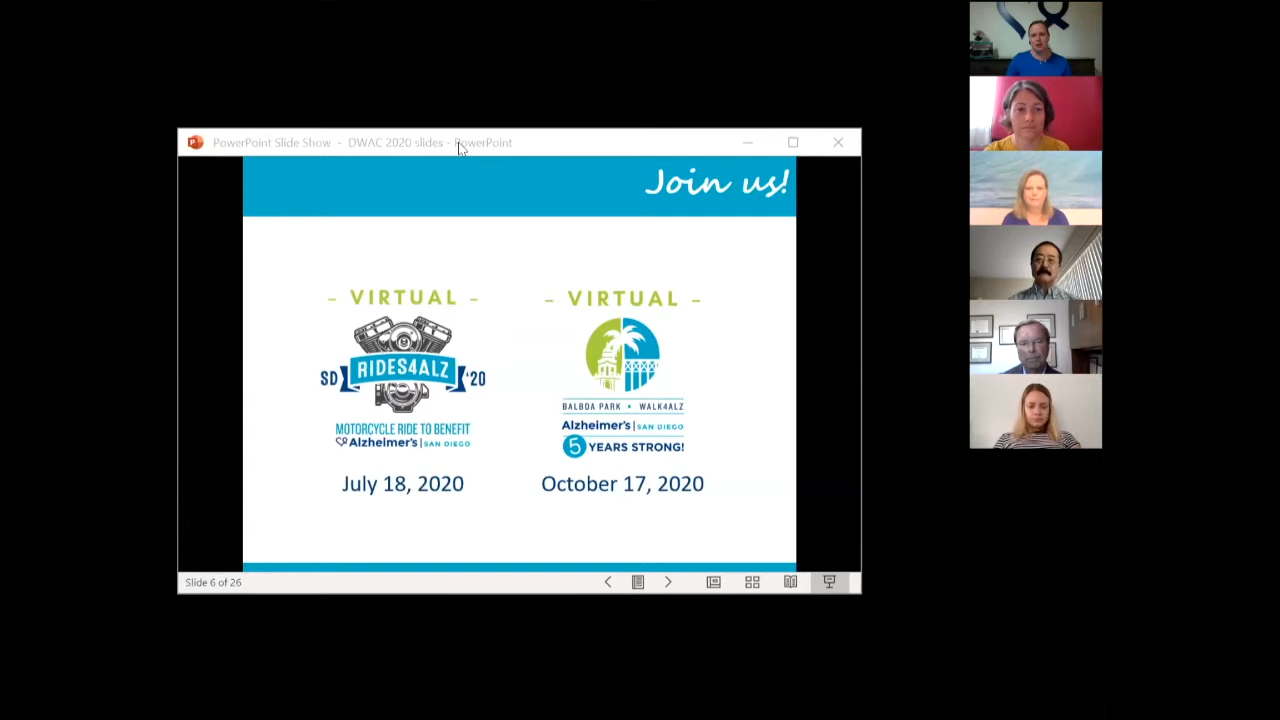 PowerPoint Slide Show - DWAC 2020 slides - PowerPoint
Join us!
- VIRTUAL -
SD RIDES4ALZ '20
MOTORCYCLE RIDE TO BENEFIT
Alzheimer's | SAN DIEGO
July 18, 2020
- VIRTUAL -
BALBOA PARK • WALK4ALZ
Alzheimer's | SAN DIEGO
5 YEARS STRONG!
October 17, 2020
Slide 6 of 26